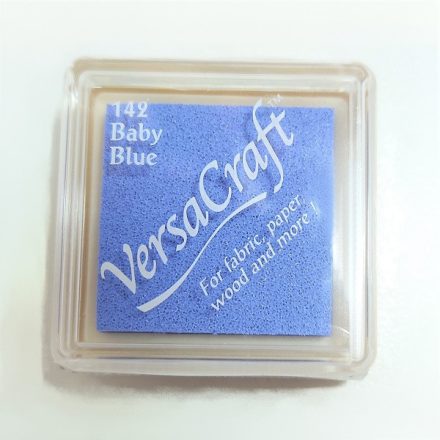 142
Baby
Blue
VersaCraft™
For fabric, paper
wood and more !